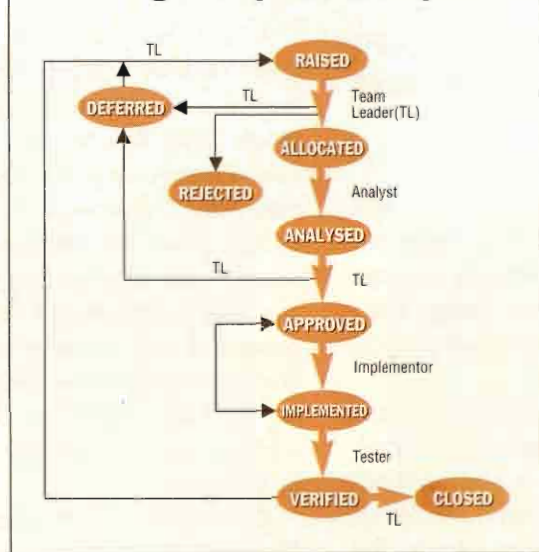 TL
RAISED
TL
Team
Leader(TL)
DEFERRED
ALLOCATED
REJECTED
Analyst
ANALYSED
TL
TL
APPROVED
Implementor
IMPLEMENTED
Tester
VERIFIED
CLOSED
TL